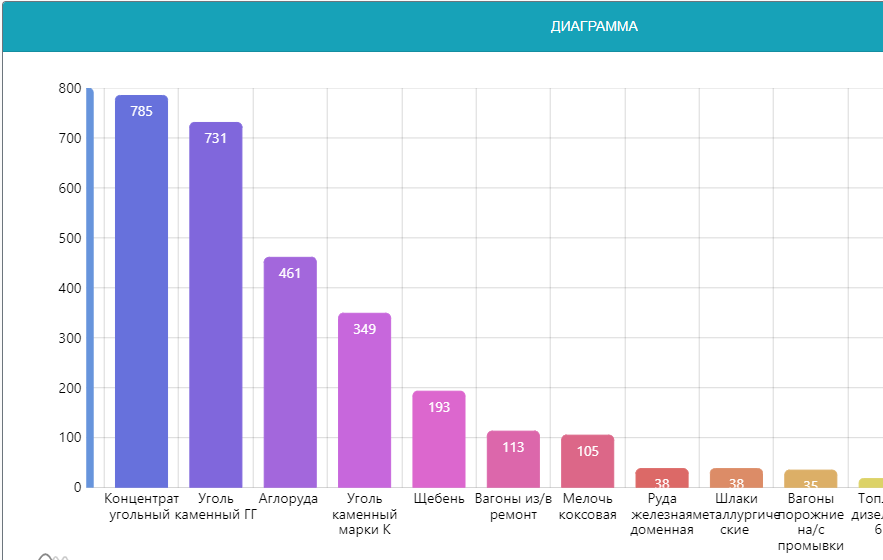 ДИАГРАММА
800
700
600
500
400
300
200
100
0
785
731
461
349
193
113
105
38
38
35
Концентрат
угольный
Уголь
каменный ГГ
Аглоруда
Уголь
каменный
марки К
Щебень
Вагоны из/в
ремонт
Мелочь
коксовая
Руда
железная
доменная
Шлаки
металлургиче
ские
Вагоны
порожние
на/с
промывки
6